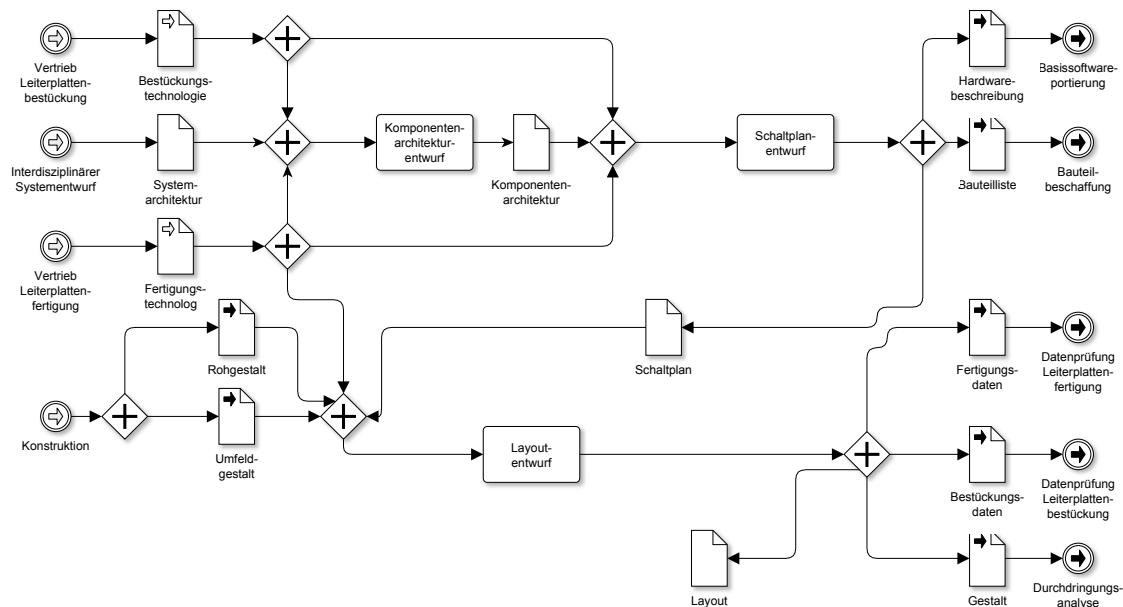 Vertrieb
Leiterplatten-
bestückung
Bestückungs-
technologie
Hardware-
beschreibung
Basissoftware-
portierung
Interdisziplinärer
Systementwurf
System-
architektur
Komponenten-
architektur-
entwurf
Komponenten-
architektur
Schaltplan-
entwurf
Bauteilliste
Bauteil-
beschaffung
Vertrieb
Leiterplatten-
fertigung
Fertigungs-
technolog
Rohgestalt
Schaltplan
Fertigungs-
daten
Datenprüfung
Leiterplatten-
fertigung
Konstruktion
Umfeld-
gestalt
Layout-
entwurf
Bestückungs-
daten
Datenprüfung
Leiterplatten-
bestückung
Layout
Gestalt
Durchdringungs-
analyse